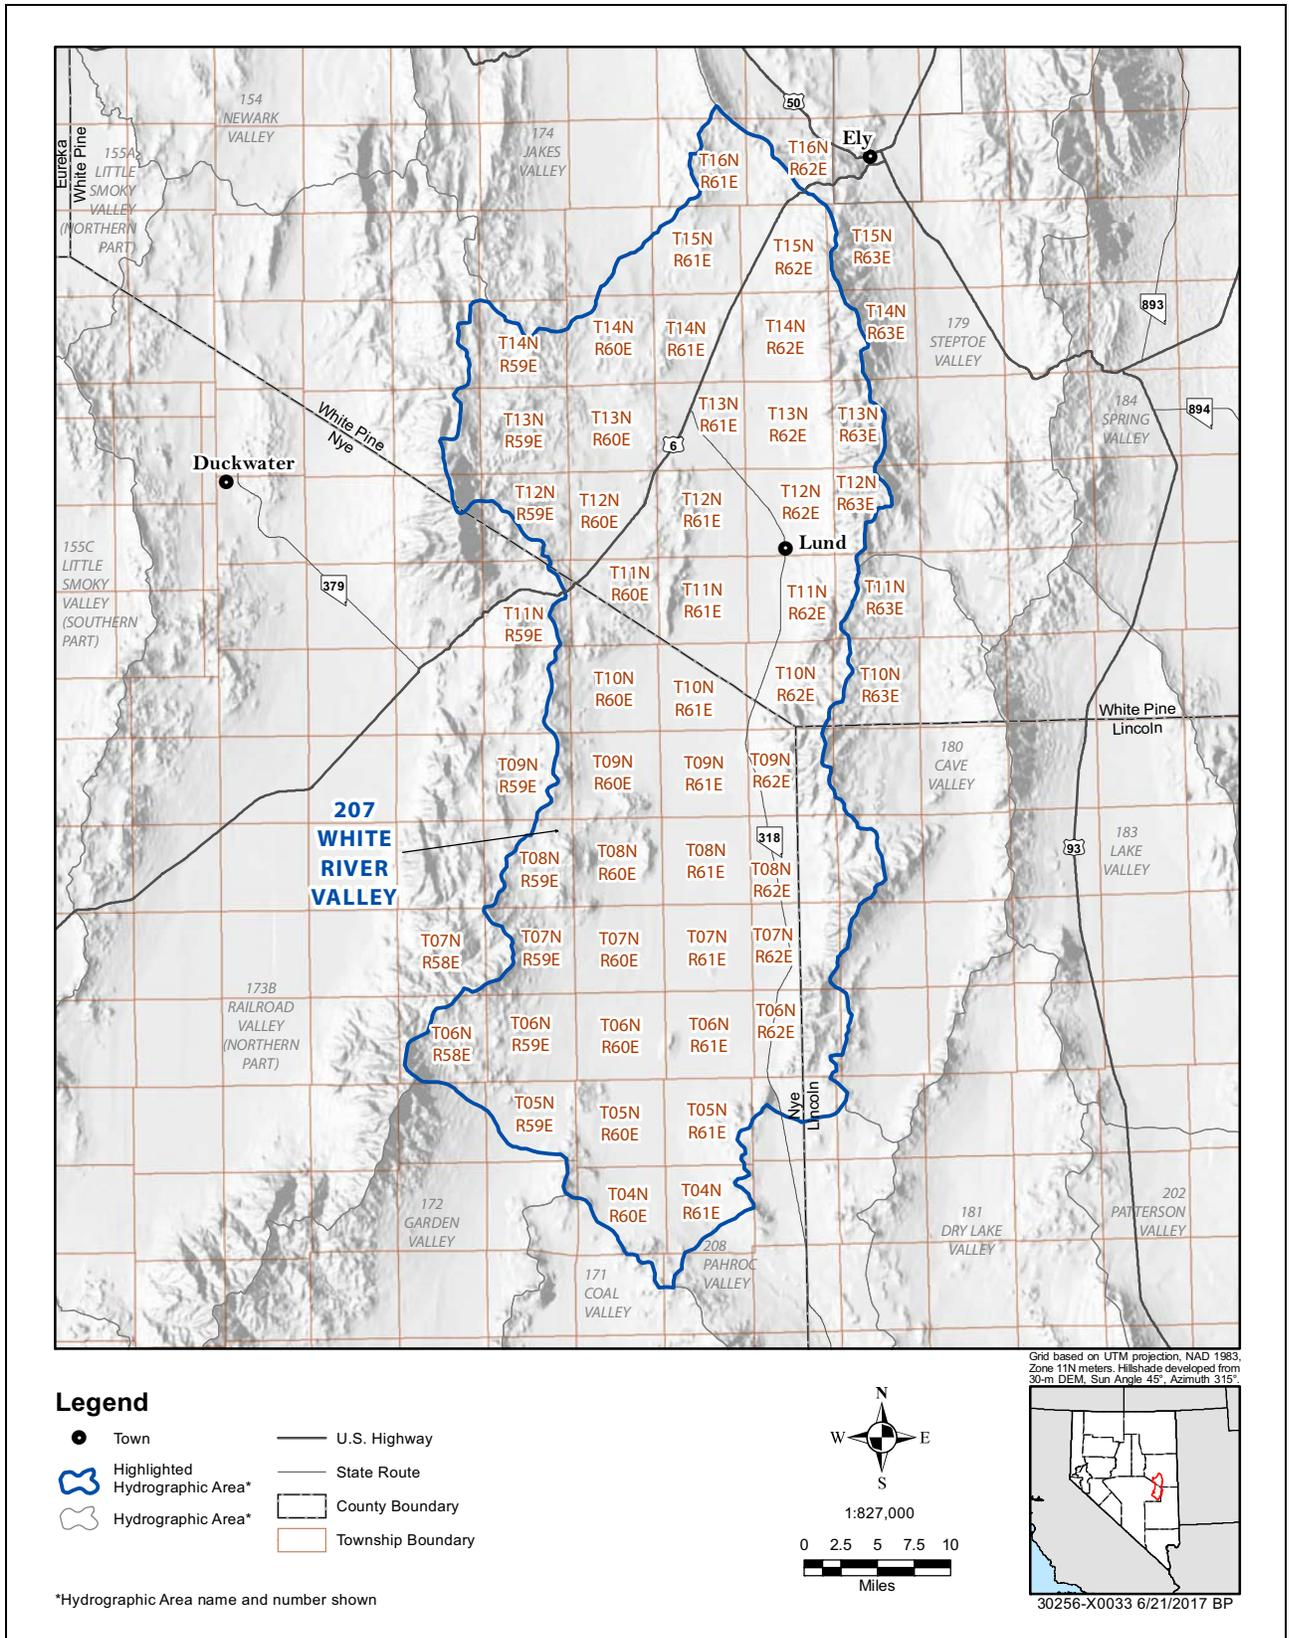 50
Ely
154
NEWARK
VALLEY
174
JAKES
VALLEY
Eureka
White Pine
155A
LITTLE
SMOKY
VALLEY
(NORTHERN
PART)
T16N
R61E
T16N
R62E
T15N
R61E
T15N
R62E
T15N
R63E
893
T14N
R59E
T14N
R60E
T14N
R61E
T14N
R62E
T14N
R63E
179
STEPTOE
VALLEY
White Pine
Nye
T13N
R59E
T13N
R60E
T13N
R61E
T13N
R62E
T13N
R63E
184
SPRING
VALLEY
894
6
Duckwater
T12N
R59E
T12N
R60E
T12N
R61E
T12N
R62E
T12N
R63E
Lund
155C
LITTLE
SMOKY
VALLEY
(SOUTHERN
PART)
379
T11N
R59E
T11N
R60E
T11N
R61E
T11N
R62E
T11N
R63E
T10N
R60E
T10N
R61E
T10N
R62E
T10N
R63E
White Pine
Lincoln
T09N
R59E
T09N
R60E
T09N
R61E
T09N
R62E
180
CAVE
VALLEY
207
WHITE
RIVER
VALLEY
318
93
183
LAKE
VALLEY
T08N
R59E
T08N
R60E
T08N
R61E
T08N
R62E
T07N
R58E
T07N
R59E
T07N
R60E
T07N
R61E
T07N
R62E
173B
RAILROAD
VALLEY
(NORTHERN
PART)
T06N
R58E
T06N
R59E
T06N
R60E
T06N
R61E
T06N
R62E
Nye
Lincoln
T05N
R59E
T05N
R60E
T05N
R61E
T04N
R60E
T04N
R61E
172
GARDEN
VALLEY
171
COAL
VALLEY
208
PAHROC
VALLEY
181
DRY LAKE
VALLEY
202
PATTERSON
VALLEY
Grid based on UTM projection, NAD 1983,
Zone 11N meters. Hillshade developed from
30-m DEM, Sun Angle 45°, Azimuth 315°.
Legend
Town
Highlighted
Hydrographic Area*
Hydrographic Area*
U.S. Highway
State Route
County Boundary
Township Boundary
*Hydrographic Area name and number shown
N
W
E
S
1:827,000
0 2.5 5 7.5 10
Miles
30256-X0033 6/21/2017 BP